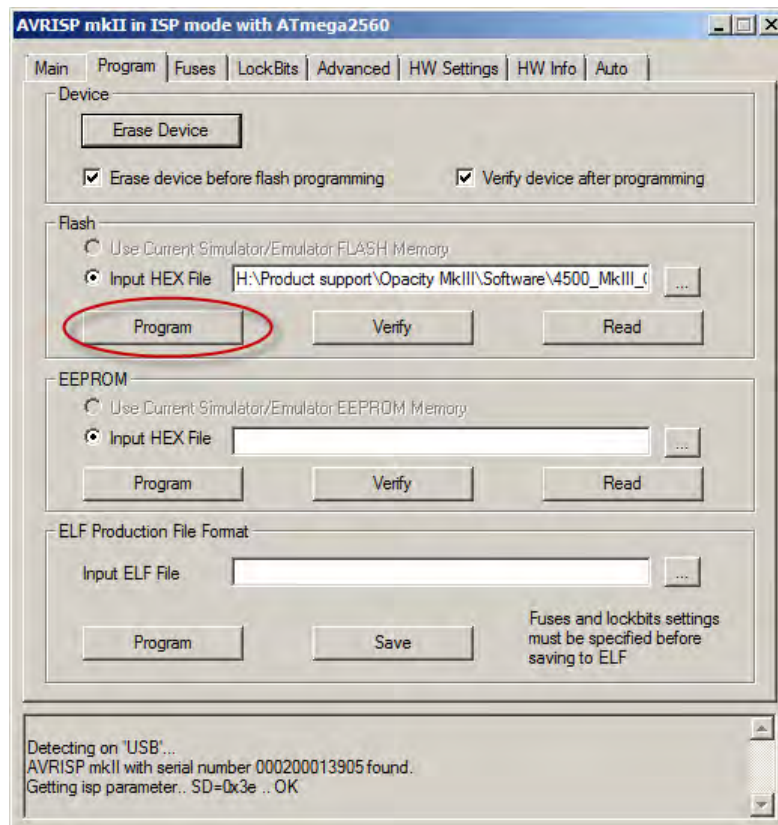 AVRISP mkII in ISP mode with ATmega2560
Main Program Fuses LockBits Advanced HW Settings HW Info Auto
Device
Erase Device
Erase device before flash programming Verify device after programming
Flash
Use Current Simulator/Emulator FLASH Memory
Input HEX File H:\Product support\Opacity MkIII\Software\4500_MkIII_( ...
Program Verify Read
EEPROM
Use Current Simulator/Emulator EEPROM Memory
Input HEX File ...
Program Verify Read
ELF Production File Format
Input ELF File ...
Fuses and lockbits settings
must be specified before
saving to ELF
Program Save
Detecting on 'USB'...
AVRISP mkII with serial number 000200013905 found.
Getting isp parameter.. SD=0x3e .. OK